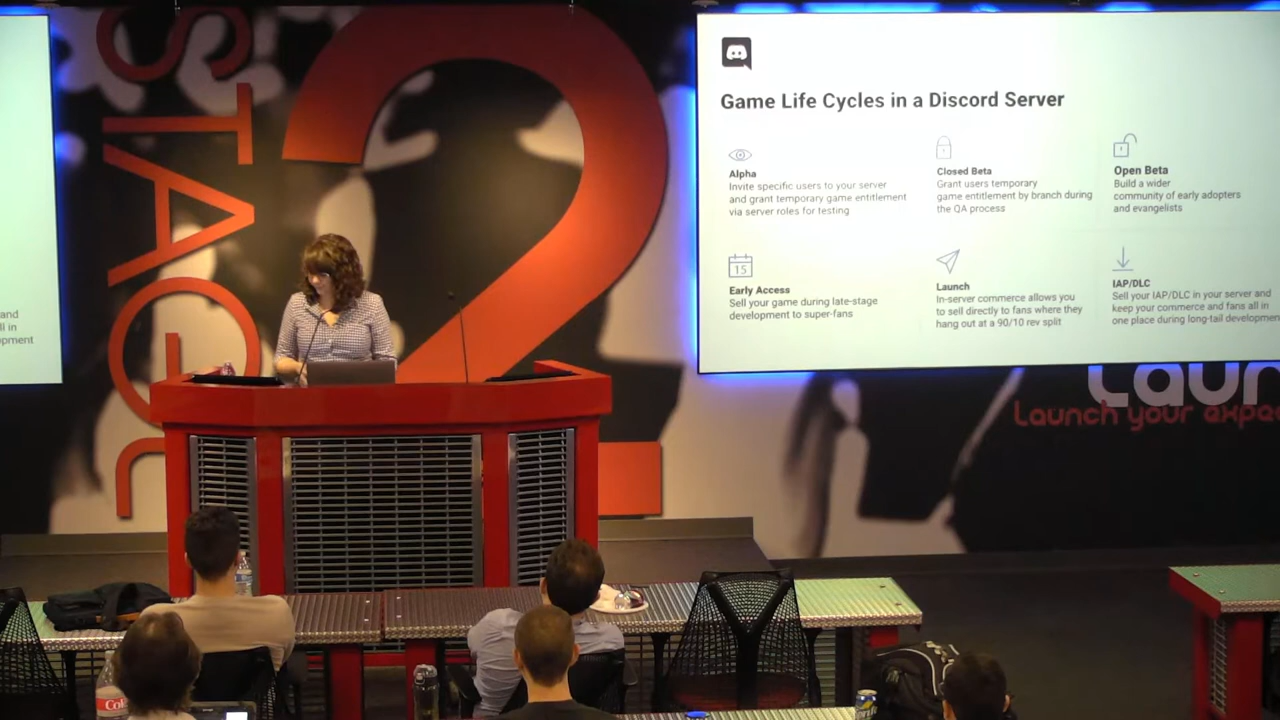 STAGE
2
Game Life Cycles in a Discord Server
Alpha
Invite specific users to your server
and grant temporary game entitlement
via server roles for testing
Closed Beta
Grant users temporary
game entitlement by branch during
the QA process
Open Beta
Build a wider
community of early adopters
and evangelists
15
Early Access
Sell your game during late-stage
development to super-fans
Launch
In-server commerce allows you
to sell directly to fans where they
hang out at a 90/10 rev split
IAP/DLC
Sell your IAP/DLC in your server and
keep your commerce and fans all in
one place during long-tail developmen
and
ll in
pment
Laun
Launch your expe